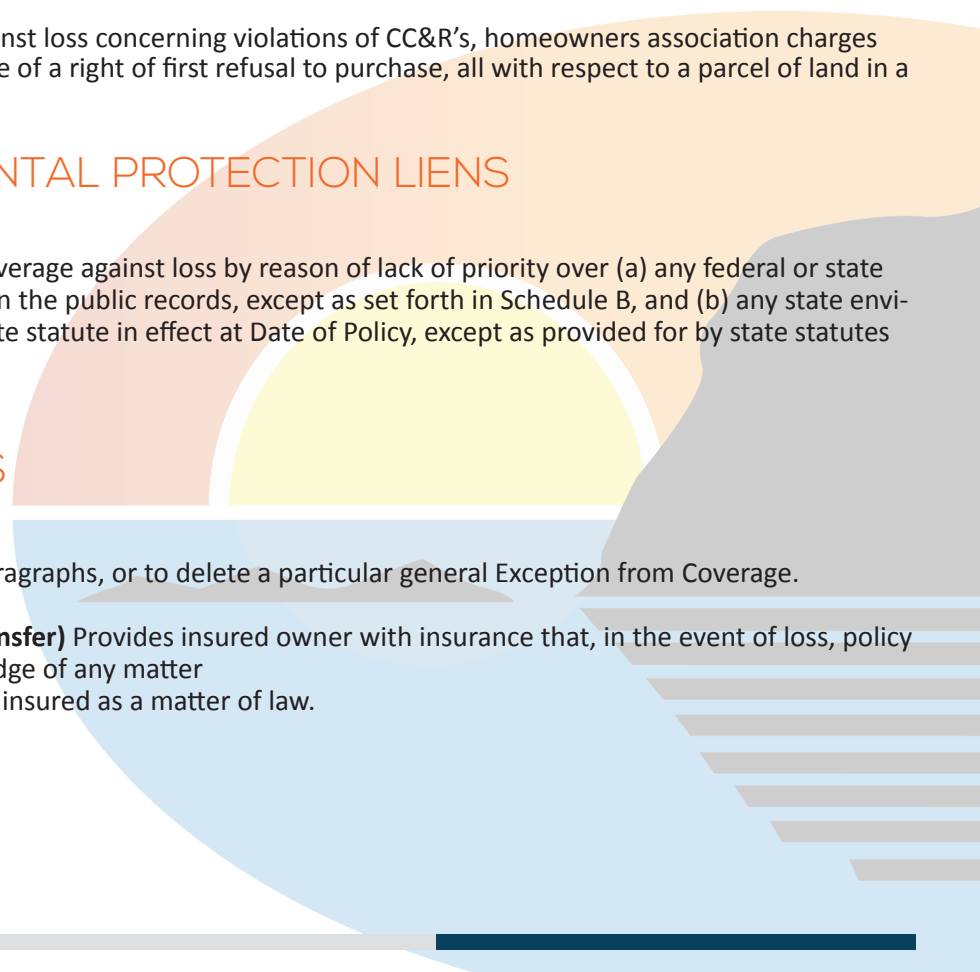 nst loss concerning violations of CC&R's, homeowners association charges
e of a right of first refusal to purchase, all with respect to a parcel of land in a
NTAL PROTECTION LIENS
verage against loss by reason of lack of priority over (a) any federal or state
n the public records, except as set forth in Schedule B, and (b) any state envi-
te statute in effect at Date of Policy, except as provided for by state statutes
S
ragraphs, or to delete a particular general Exception from Coverage.
nsfer) Provides insured owner with insurance that, in the event of loss, policy
dge of any matter
insured as a matter of law.